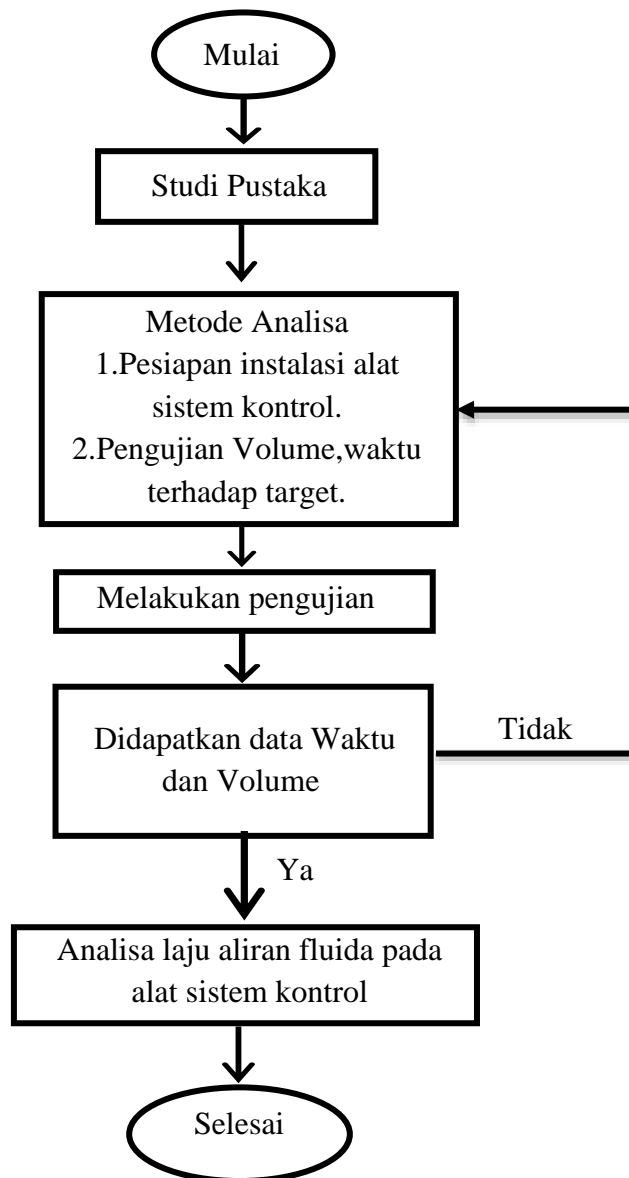 Mulai
Studi Pustaka
Metode Analisa
1.Pesiapan instalasi alat
sistem kontrol.
2.Pengujian Volume,waktu
terhadap target.
Melakukan pengujian
Didapatkan data Waktu
dan Volume
Tidak
Ya
Analisa laju aliran fluida pada
alat sistem kontrol
Selesai